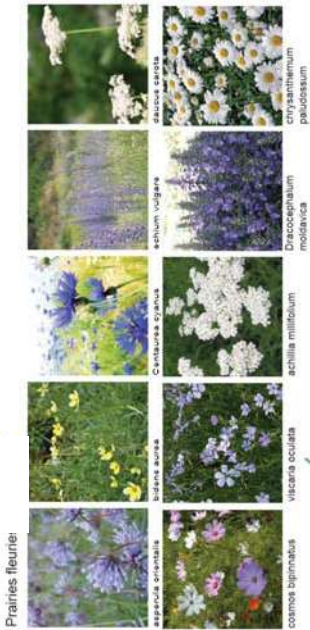 Prairies fleuries
asperula orientalis
bidens aurea
Centaurea cyanus
echium vulgare
daucus carota
cosmos bipinnatus
viscaria oculata
achillia millifolium
Dracocephalum
moldavica
chrysanthemum
paludossum